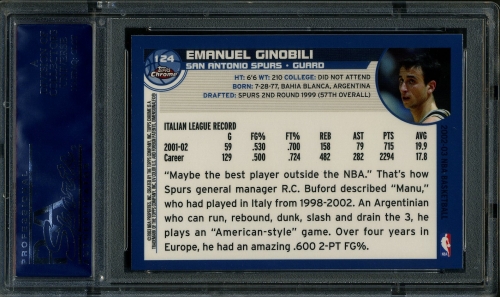 124
Topps
Chrome
EMANUEL GINOBILI
SAN ANTONIO SPURS - GUARD
HT: 6'6 WT: 210 COLLEGE: DID NOT ATTEND
BORN: 7-28-77, BAHIA BLANCA, ARGENTINA
DRAFTED: SPURS 2ND ROUND 1999 (57TH OVERALL)
ITALIAN LEAGUE RECORD
G FG% FT% REB AST PTS AVG
2001-02 59 .530 .700 158 79 715 19.9
Career 129 .500 .724 482 282 2294 17.8
"Maybe the best player outside the NBA." That's how
Spurs general manager R.C. Buford described "Manu,"
who had played in Italy from 1998-2002. An Argentinian
who can run, rebound, dunk, slash and drain the 3, he
plays an "American-style" game. Over four years in
Europe, he had an amazing .600 2-PT FG%.
PROFESSIONAL
PSA